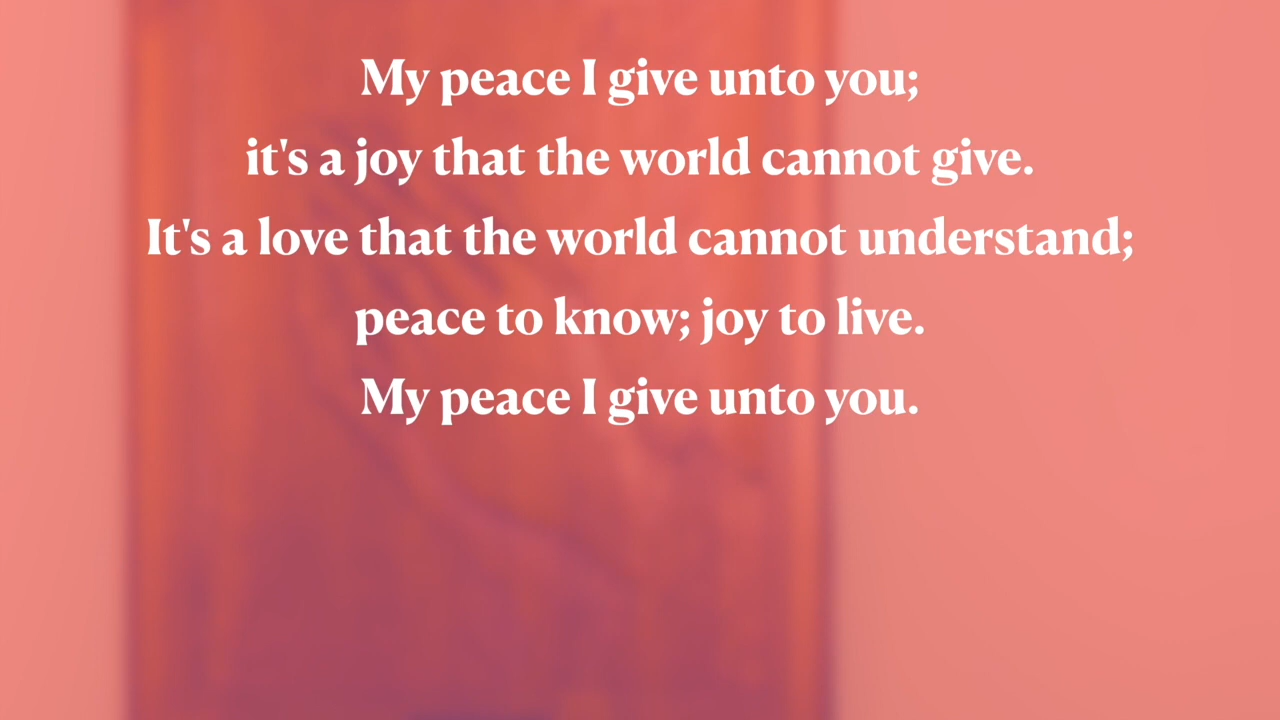 My peace I give unto you;
it's a joy that the world cannot give.
It's a love that the world cannot understand;
peace to know; joy to live.
My peace I give unto you.